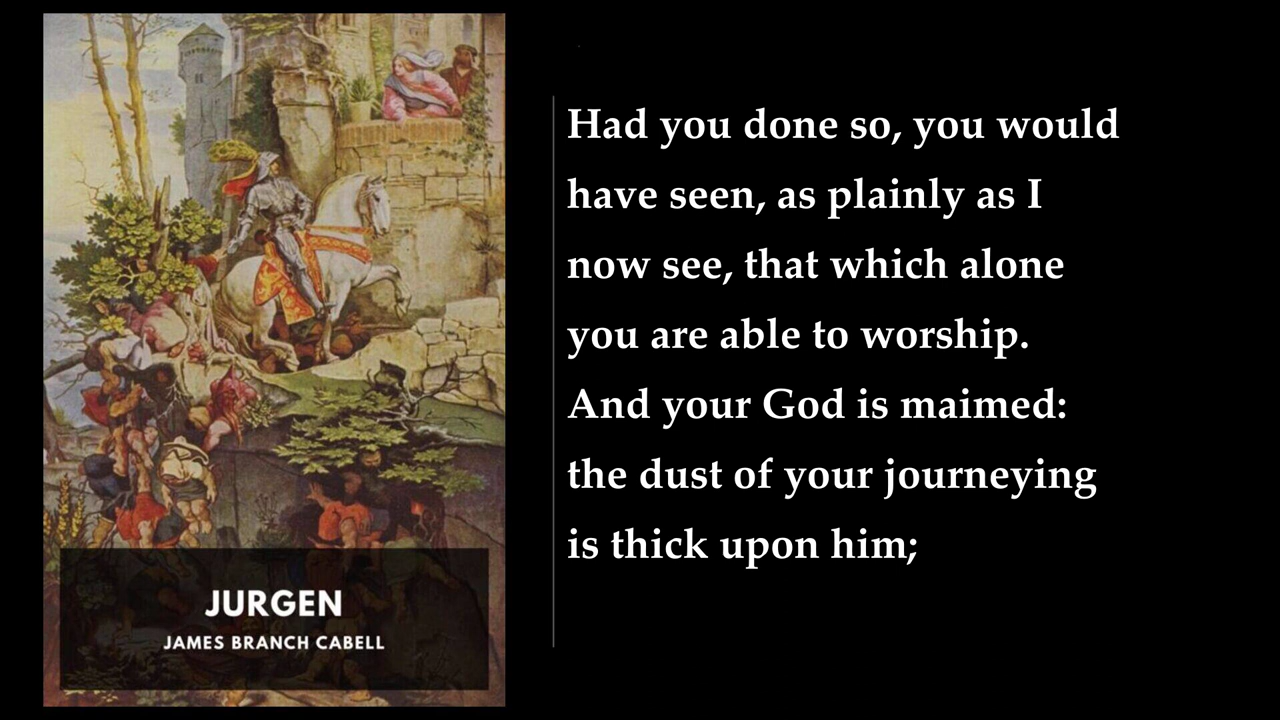 Had you done so, you would
have seen, as plainly as I
now see, that which alone
you are able to worship.
And your God is maimed:
the dust of your journeying
is thick upon him;
JURGEN
JAMES BRANCH CABELL